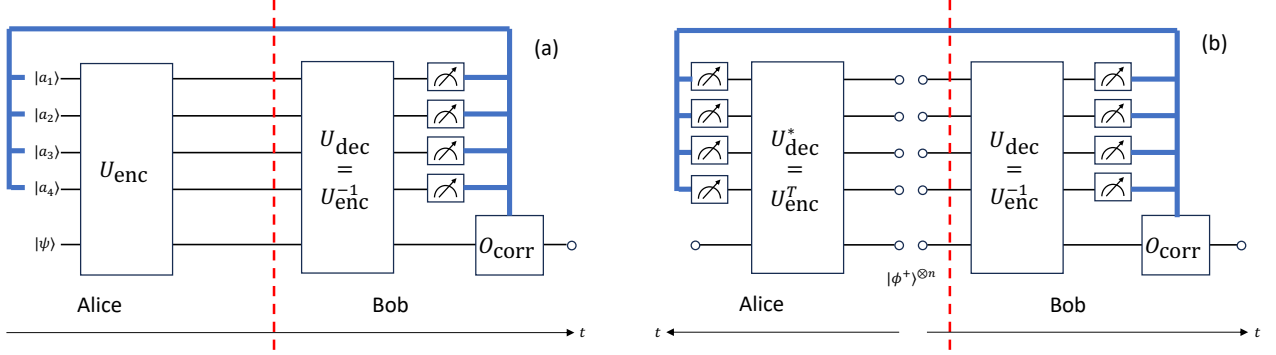 (a)
|a₁⟩
|a₂⟩
|a₃⟩
|a₄⟩
|ψ⟩
U_enc
U_dec
=
U_enc^{-1}
O_corr
Alice
Bob
t
(b)
U*_dec
=
U^T_enc
|ϕ⁺⟩^{⊗n}
U_dec
=
U_enc^{-1}
O_corr
Alice
Bob
t
t